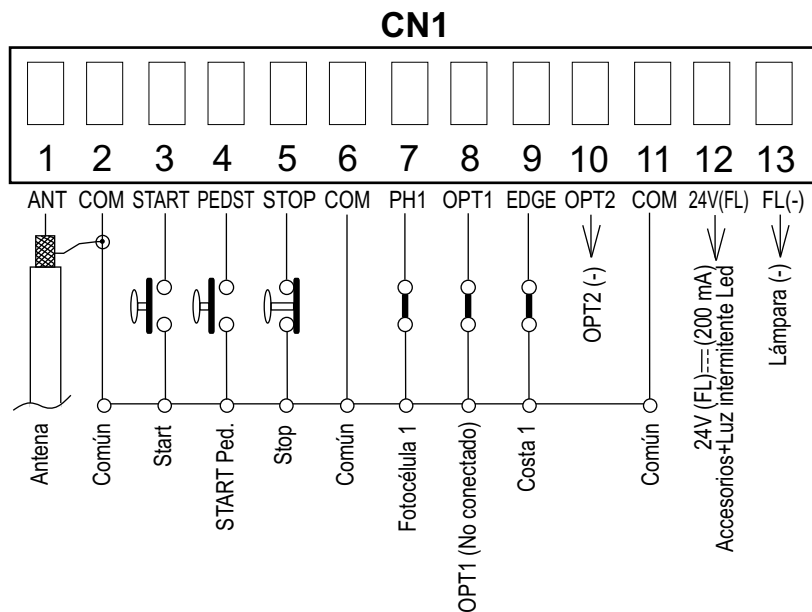 CN1
1 2 3 4 5 6 7 8 9 10 11 12 13
ANT COM START PEDST STOP COM PH1 OPT1 EDGE OPT2 COM 24V(FL) FL(-)
Antena
Común
Start
START Ped.
Stop
Común
Fotocélula 1
OPT1 (No conectado)
Costa 1
OPT2 (-)
Común
24V (FL)⎓(200 mA)
Accesorios+Luz intermitente Led
Lámpara (-)